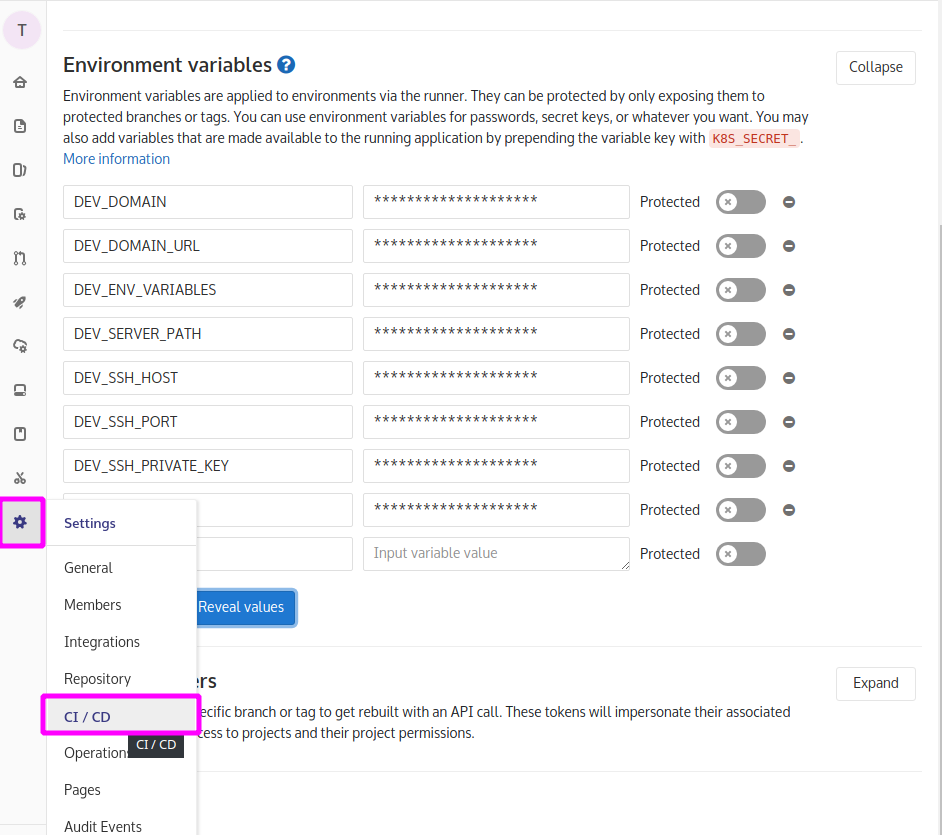 T
Environment variables ?
Collapse
Environment variables are applied to environments via the runner. They can be protected by only exposing them to
protected branches or tags. You can use environment variables for passwords, secret keys, or whatever you want. You may
also add variables that are made available to the running application by prepending the variable key with K8S_SECRET_.
More information
DEV_DOMAIN ******************** Protected
DEV_DOMAIN_URL ******************** Protected
DEV_ENV_VARIABLES ******************** Protected
DEV_SERVER_PATH ******************** Protected
DEV_SSH_HOST ******************** Protected
DEV_SSH_PORT ******************** Protected
DEV_SSH_PRIVATE_KEY ******************** Protected
******************** Protected
Input variable value Protected
Reveal values
Settings
General
Members
Integrations
Repository
CI / CD
Operations
CI / CD
Pages
Audit Events
ers
Expand
ecific branch or tag to get rebuilt with an API call. These tokens will impersonate their associated
cess to projects and their project permissions.